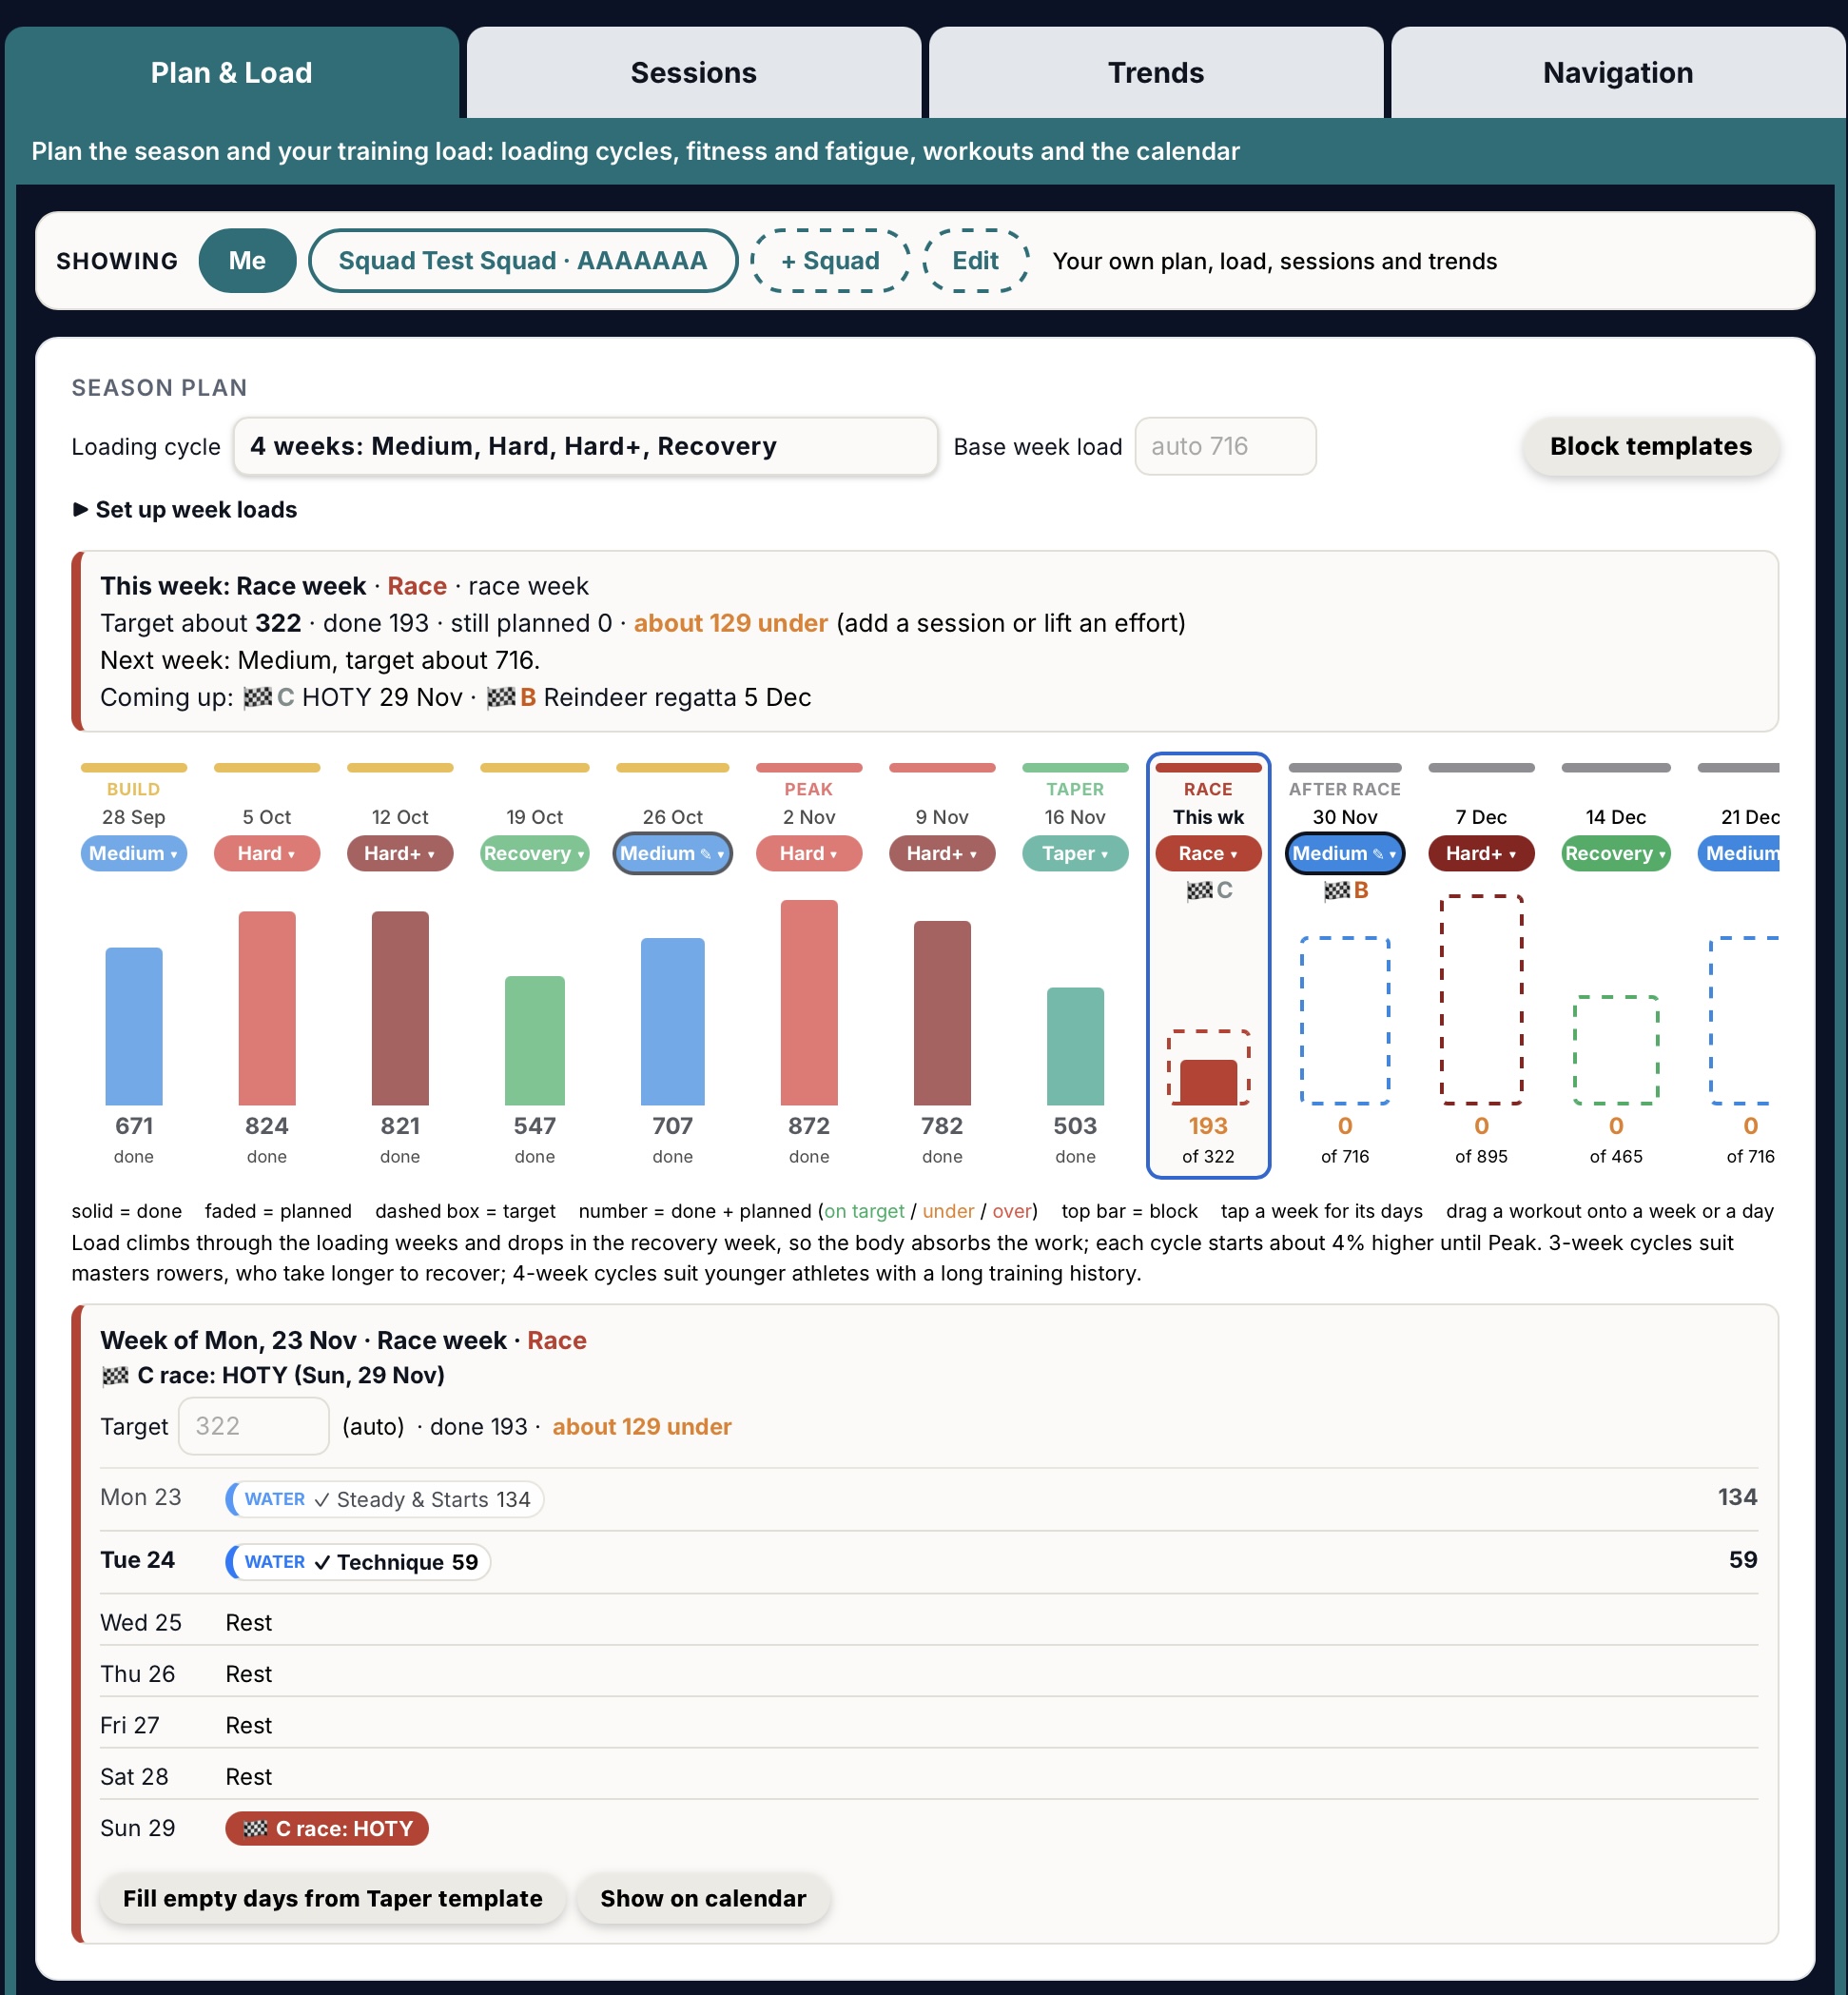 Plan & Load
Sessions
Trends
Navigation
Plan the season and your training load: loading cycles, fitness and fatigue, workouts and the calendar
SHOWING Me Squad Test Squad · AAAAAAA + Squad Edit Your own plan, load, sessions and trends
SEASON PLAN
Loading cycle 4 weeks: Medium, Hard, Hard+, Recovery Base week load auto 716 Block templates
▶ Set up week loads
This week: Race week · Race · race week
Target about 322 · done 193 · still planned 0 · about 129 under (add a session or lift an effort)
Next week: Medium, target about 716.
Coming up: 🏁C HOTY 29 Nov · 🏁B Reindeer regatta 5 Dec
BUILD PEAK TAPER RACE AFTER RACE
28 Sep 5 Oct 12 Oct 19 Oct 26 Oct 2 Nov 9 Nov 16 Nov This wk 30 Nov 7 Dec 14 Dec 21 Dec
Medium ▾ Hard ▾ Hard+ ▾ Recovery ▾ Medium ✎ ▾ Hard ▾ Hard+ ▾ Taper ▾ Race ▾ Medium ✎ ▾ Hard+ ▾ Recovery ▾ Medium
🏁C 🏁B
671 824 821 547 707 872 782 503 193 0 0 0 0
done done done done done done done done of 322 of 716 of 895 of 465 of 716
solid = done faded = planned dashed box = target number = done + planned (on target / under / over) top bar = block tap a week for its days drag a workout onto a week or a day
Load climbs through the loading weeks and drops in the recovery week, so the body absorbs the work; each cycle starts about 4% higher until Peak. 3-week cycles suit
masters rowers, who take longer to recover; 4-week cycles suit younger athletes with a long training history.
Week of Mon, 23 Nov · Race week · Race
🏁 C race: HOTY (Sun, 29 Nov)
Target 322 (auto) · done 193 · about 129 under
Mon 23 WATER ✓ Steady & Starts 134 134
Tue 24 WATER ✓ Technique 59 59
Wed 25 Rest
Thu 26 Rest
Fri 27 Rest
Sat 28 Rest
Sun 29 🏁 C race: HOTY
Fill empty days from Taper template Show on calendar